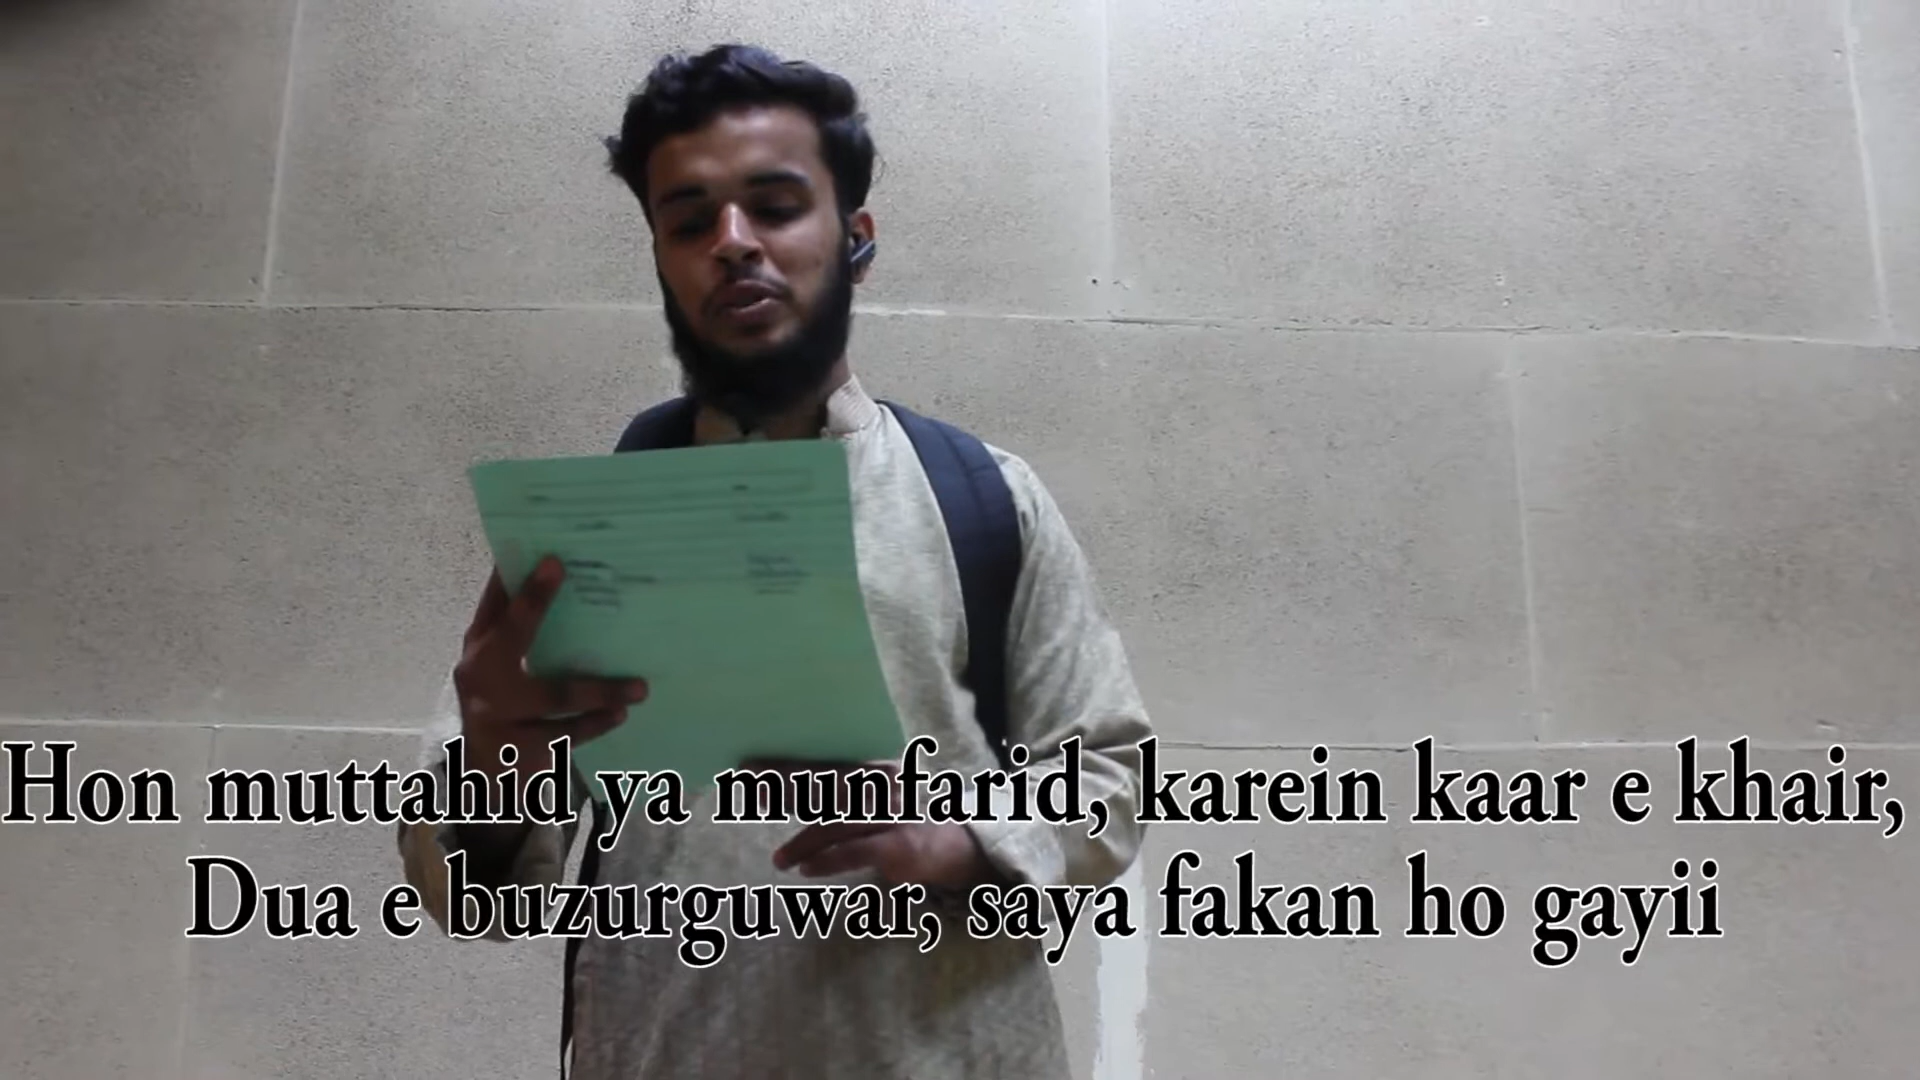 Hon muttahid ya munfarid, karein kaar e khair,
Dua e buzurguwar, saya fakan ho gayii